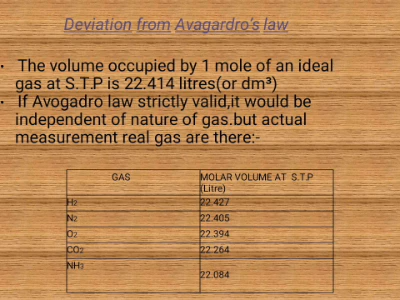 Deviation from Avagardro's law
• The volume occupied by 1 mole of an ideal
gas at S.T.P is 22.414 litres(or dm³)
• If Avogadro law strictly valid,it would be
independent of nature of gas.but actual
measurement real gas are there:-
GAS MOLAR VOLUME AT S.T.P
(Litre)
H2 22.427
N2 22.405
O2 22.394
CO2 22.264
NH3
22.084